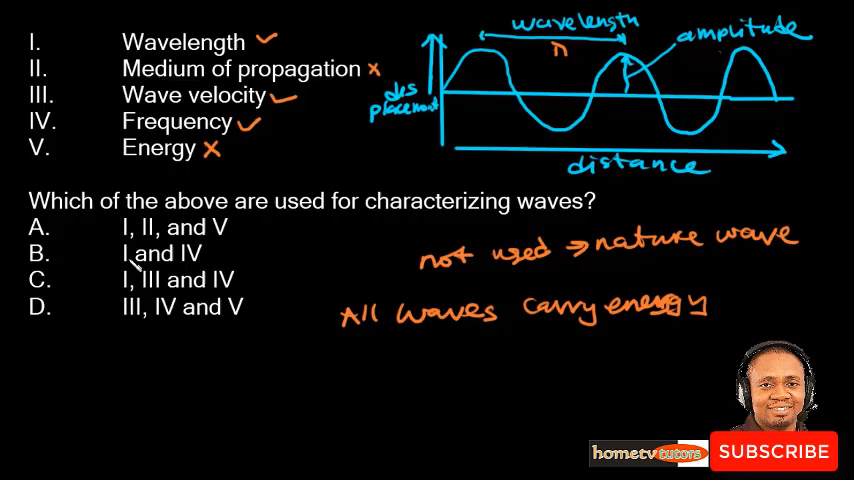 I. Wavelength
II. Medium of propagation
III. Wave velocity
IV. Frequency
V. Energy
wavelength
λ
amplitude
displacement
distance
Which of the above are used for characterizing waves?
A. I, II, and V
B. I and IV
C. I, III and IV
D. III, IV and V
not used → nature wave
All waves carry energy
hometv tutors
SUBSCRIBE